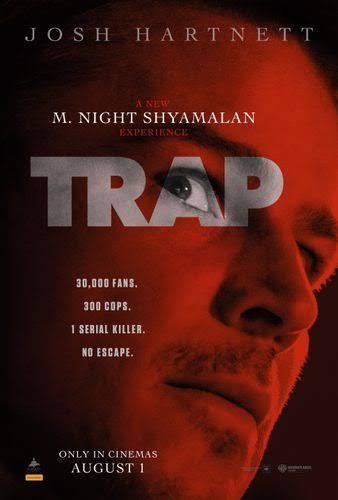 JOSH HARTNETT
A NEW
M. NIGHT SHYAMALAN
EXPERIENCE
TRAP
30,000 FANS.
300 COPS.
1 SERIAL KILLER.
NO ESCAPE.
ONLY IN CINEMAS
AUGUST 1